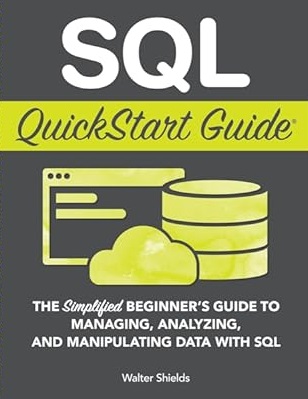 SQL
QuickStart Guide®
THE Simplified BEGINNER'S GUIDE TO
MANAGING, ANALYZING,
AND MANIPULATING DATA WITH SQL
Walter Shields